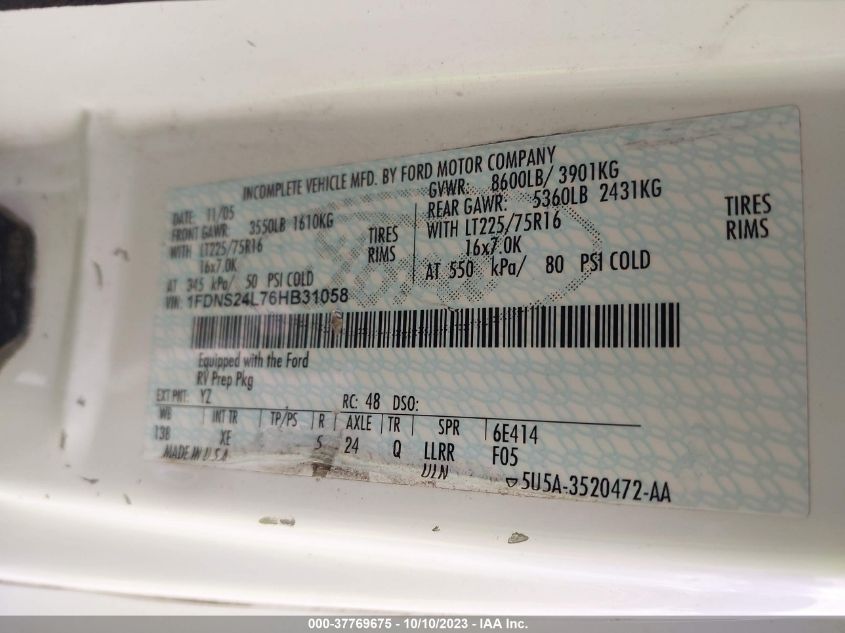 INCOMPLETE VEHICLE MFD. BY FORD MOTOR COMPANY
DATE: 11/05 GVWR: 8600LB/ 3901KG
FRONT GAWR: 3550LB 1610KG REAR GAWR: 5360LB 2431KG
WITH LT225/75R16 TIRES WITH LT225/75R16 TIRES
16x7.0K RIMS 16x7.0K RIMS
AT 345 kPa/ 50 PSI COLD AT 550 kPa/ 80 PSI COLD
VIN: 1FDNS24L76HB31058
Equipped with the Ford
RV Prep Pkg
EXT PNT: YZ RC: 48 DSO:
WB INT TR TP/PS R AXLE TR SPR 6E414
138 XE 5 24 Q LLRR F05
MADE IN U.S.A. UIN 5U5A-3520472-AA
000-37769675 - 10/10/2023 - IAA Inc.